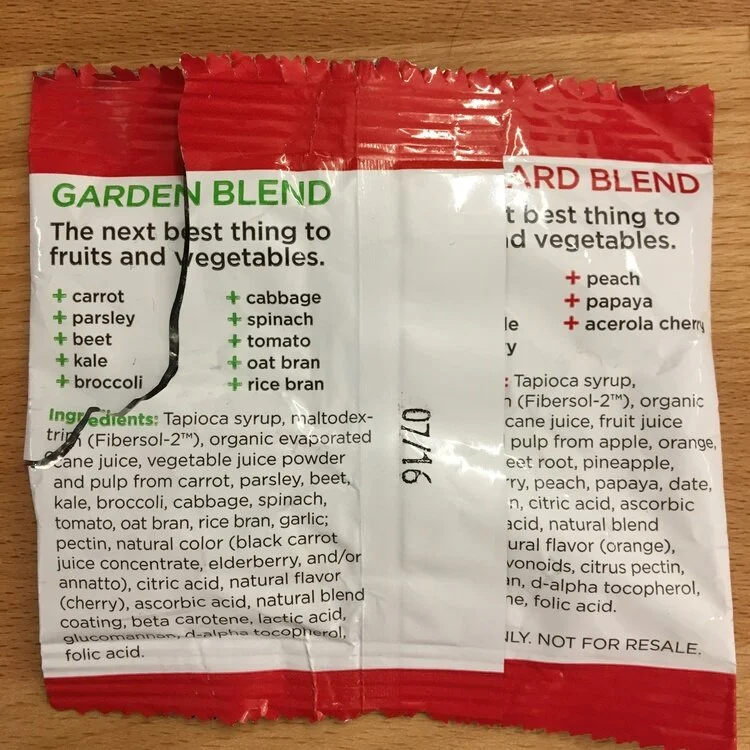 GARDEN BLEND
The next best thing to
fruits and vegetables.
+ carrot
+ parsley
+ beet
+ kale
+ broccoli
+ cabbage
+ spinach
+ tomato
+ oat bran
+ rice bran
Ingredients: Tapioca syrup, maltodex-
trin (Fibersol-2™), organic evaporated
cane juice, vegetable juice powder
and pulp from carrot, parsley, beet,
kale, broccoli, cabbage, spinach,
tomato, oat bran, rice bran, garlic;
pectin, natural color (black carrot
juice concentrate, elderberry, and/or
annatto), citric acid, natural flavor
(cherry), ascorbic acid, natural blend
coating, beta carotene, lactic acid,
glucomannan, d-alpha tocopherol,
folic acid.
07/16
ARD BLEND
t best thing to
d vegetables.
+ peach
+ papaya
+ acerola cherry
le
y
: Tapioca syrup,
(Fibersol-2™), organic
cane juice, fruit juice
pulp from apple, orange,
eet root, pineapple,
rry, peach, papaya, date,
n, citric acid, ascorbic
acid, natural blend
ural flavor (orange),
vonoids, citrus pectin,
an, d-alpha tocopherol,
ne, folic acid.
NLY. NOT FOR RESALE.